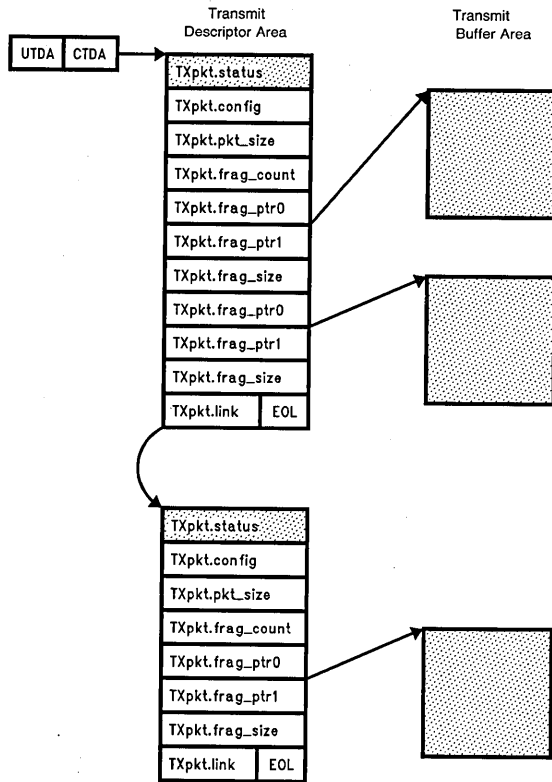 Transmit
Descriptor Area
Transmit
Buffer Area
UTDA CTDA
TXpkt.status
TXpkt.config
TXpkt.pkt_size
TXpkt.frag_count
TXpkt.frag_ptr0
TXpkt.frag_ptr1
TXpkt.frag_size
TXpkt.frag_ptr0
TXpkt.frag_ptr1
TXpkt.frag_size
TXpkt.link EOL
TXpkt.status
TXpkt.config
TXpkt.pkt_size
TXpkt.frag_count
TXpkt.frag_ptr0
TXpkt.frag_ptr1
TXpkt.frag_size
TXpkt.link EOL